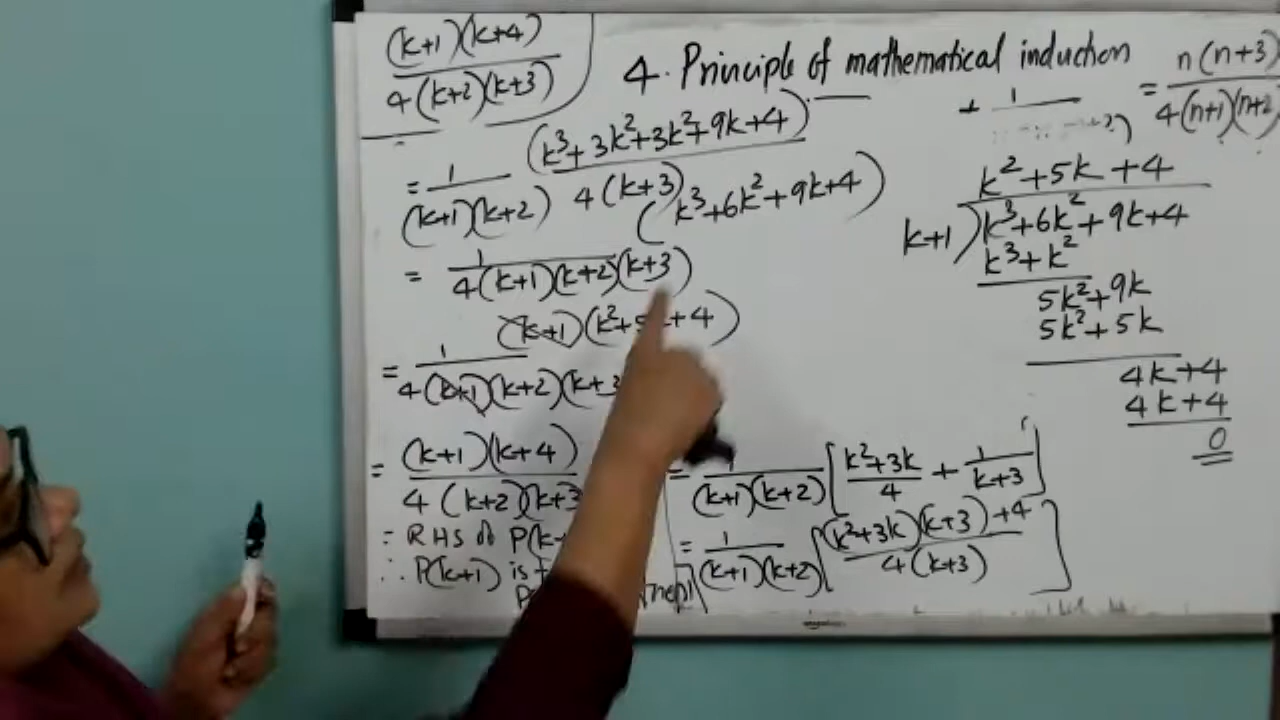 (k+1)(k+4)
4(k+2)(k+3)
4. Principle of mathematical induction
+ 1
= n(n+3)
4(n+1)(n+2
= 1 (k³+3k²+3k²+9k+4)
(k+1)(k+2) 4(k+3)
(k³+6k²+9k+4)
= 1
4(k+1)(k+2)(k+3)
(k+1)(k²+5k+4)
= 1
4(k+1)(k+2)(k+3
= (k+1)(k+4)
4(k+2)(k+3
= RHS of P(k+
∴ P(k+1) is
k²+5k+4
k+1)k³+6k²+9k+4
k³+k²
5k²+9k
5k²+5k
4k+4
4k+4
0
= 1 [k²+3k + 1]
(k+1)(k+2) 4 k+3
= 1 [(k²+3k)(k+3)+4]
(k+1)(k+2) 4(k+3)